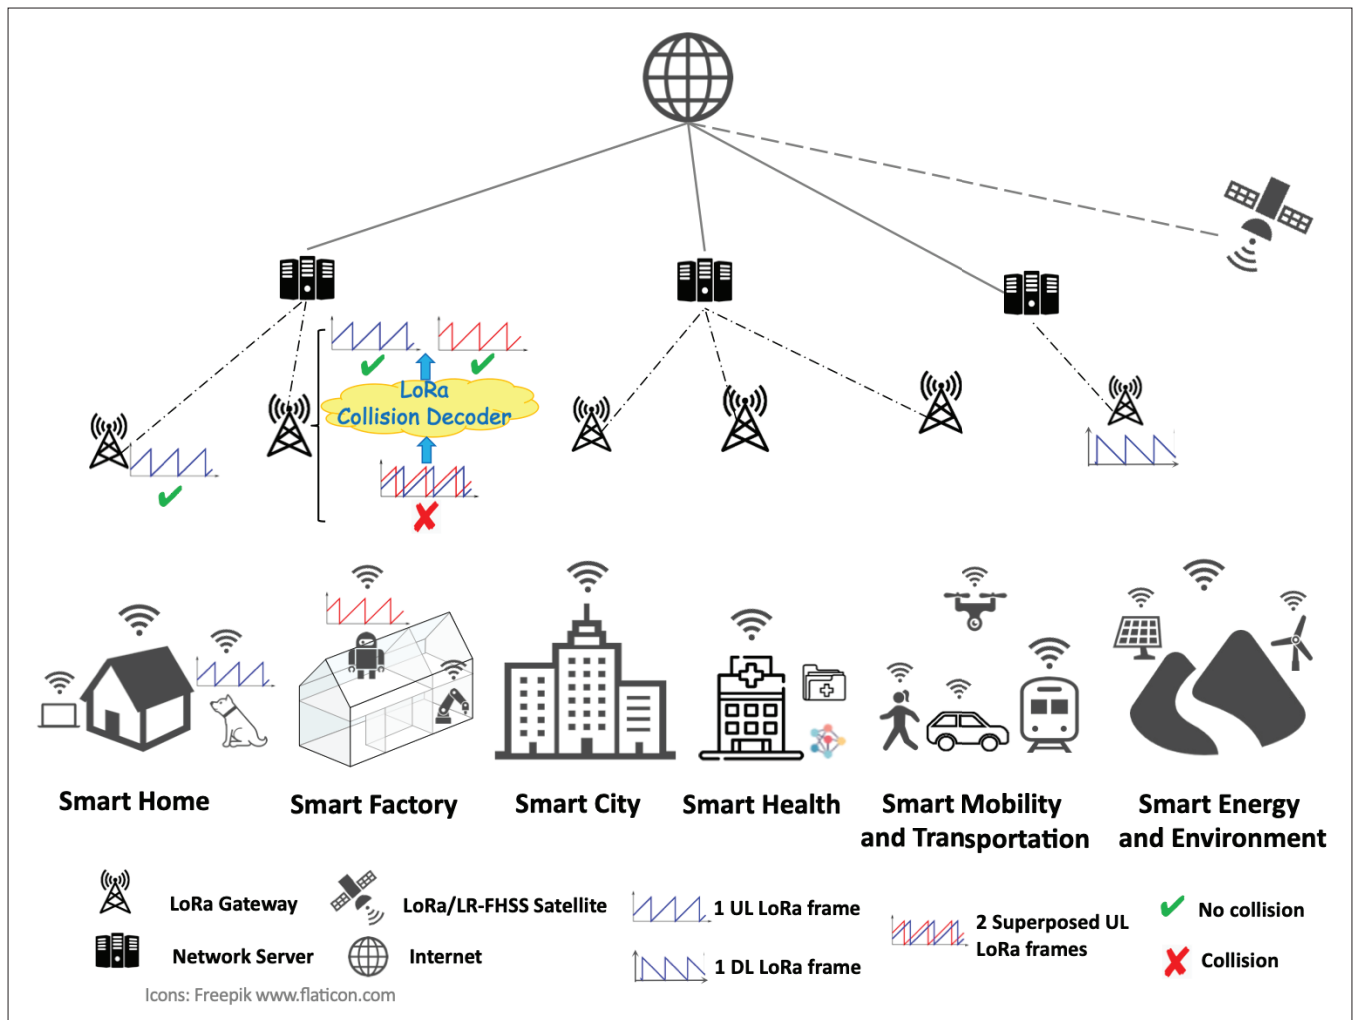 LoRa
Collision Decoder
Smart Home
Smart Factory
Smart City
Smart Health
Smart Mobility
and Transportation
Smart Energy
and Environment
LoRa Gateway
LoRa/LR-FHSS Satellite
1 UL LoRa frame
2 Superposed UL
LoRa frames
No collision
Network Server
Internet
1 DL LoRa frame
Collision
Icons: Freepik www.flaticon.com